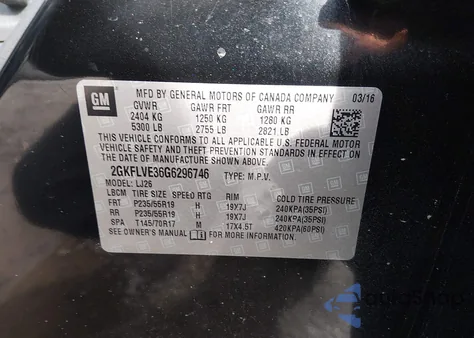 GM
MFD BY GENERAL MOTORS OF CANADA COMPANY 03/16
GVWR GAWR FRT GAWR RR
2404 KG 1250 KG 1280 KG
5300 LB 2755 LB 2821 LB
THIS VEHICLE CONFORMS TO ALL APPLICABLE U.S. FEDERAL MOTOR
VEHICLE SAFETY, BUMPER, AND THEFT PREVENTION STANDARDS IN
EFFECT ON THE DATE OF MANUFACTURE SHOWN ABOVE.
2GKFLVE36G6296746 TYPE: M.P.V.
MODEL: LJ26
LBK TIRE SIZE SPEED RTG RIM COLD TIRE PRESSURE
FRT P235/55R19 H 19X7J 240KPA(35PSI)
RR P235/55R19 H 19X7J 240KPA(35PSI)
SPA T145/70R17 M 17X4.5T 420KPA(60PSI)
SEE OWNER'S MANUAL FOR MORE INFORMATION.
autoshop